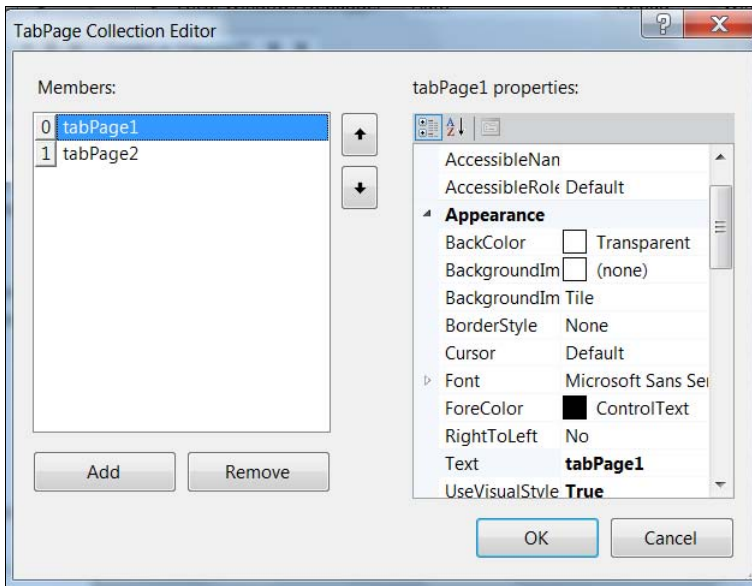 TabPage Collection Editor
?
X
Members:
tabPage1 properties:
0 tabPage1
1 tabPage2
AccessibleNan
AccessibleRole Default
Appearance
BackColor Transparent
BackgroundIm (none)
BackgroundIm Tile
BorderStyle None
Cursor Default
Font Microsoft Sans Ser
ForeColor ControlText
RightToLeft No
Text tabPage1
UseVisualStyle True
Add
Remove
OK
Cancel